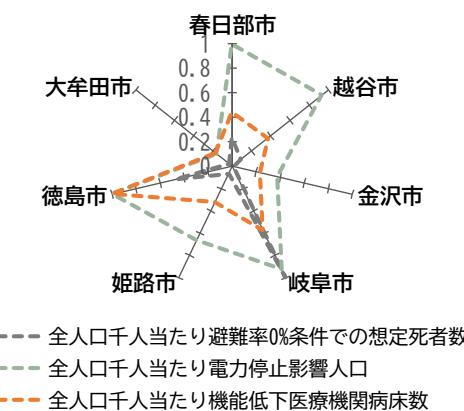 春日部市
1
0.8
0.6
0.4
0.2
0
越谷市
金沢市
岐阜市
姫路市
徳島市
大牟田市
全人口千人当たり避難率0%条件での想定死者数
全人口千人当たり電力停止影響人口
全人口千人当たり機能低下医療機関病床数